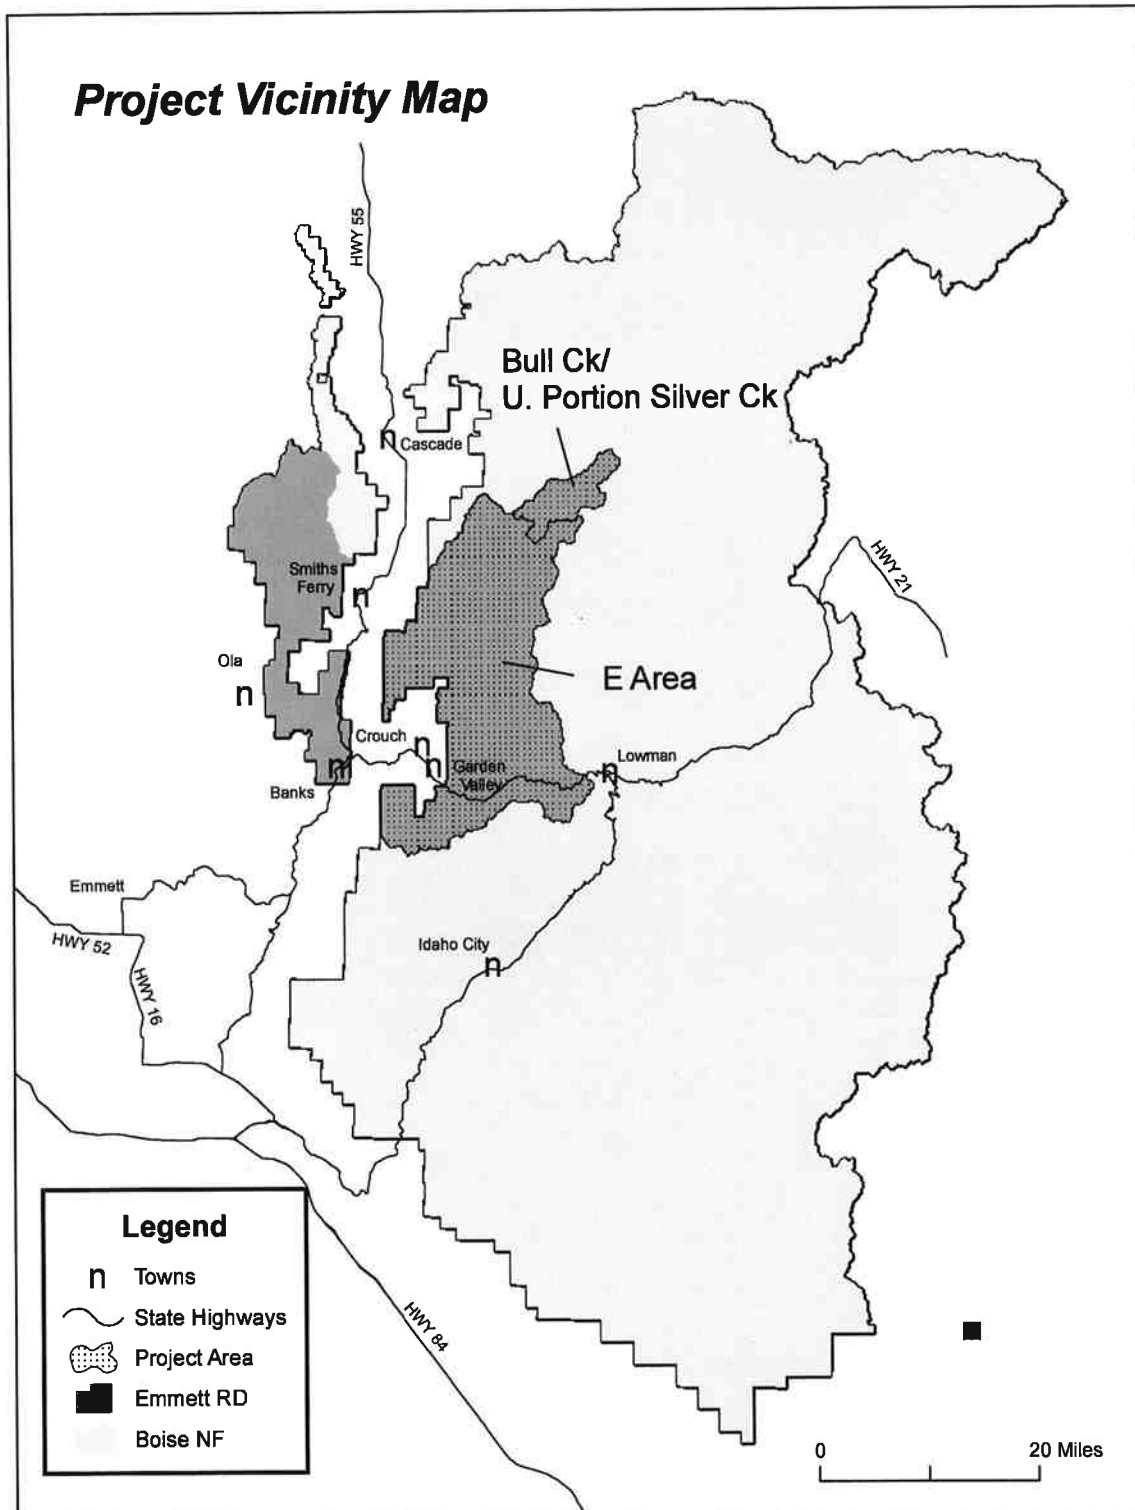 Project Vicinity Map
HWY 55
Bull Ck/
U. Portion Silver Ck
n
Cascade
HWY 21
Smiths
Ferry
n
Ola
n
E Area
Crouch
n
Lowman
n
n
n
Garden
Valley
Banks
Emmett
HWY 52
HWY 16
Idaho City
n
Legend
n Towns
State Highways
Project Area
Emmett RD
Boise NF
HWY 84
0 20 Miles